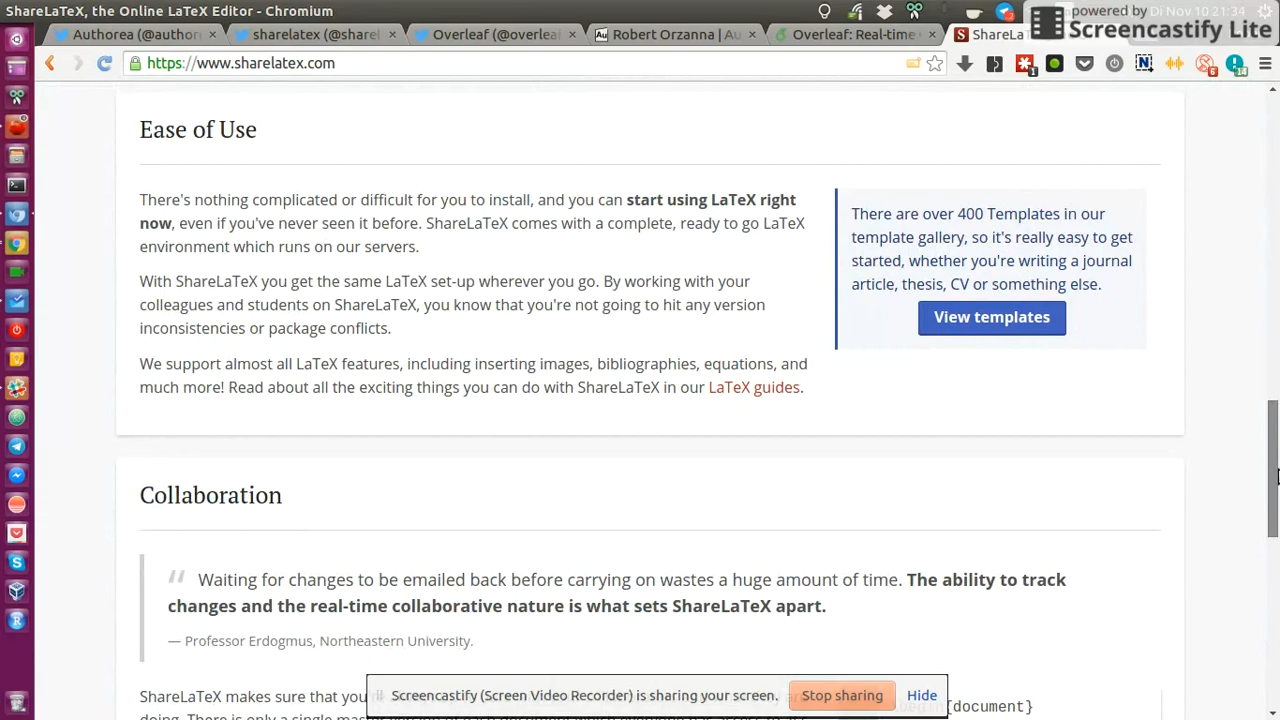 ShareLaTeX, the Online LaTeX Editor - Chromium
powered by
Di Nov 10 21:34
Screencastify Lite
Authorea (@author
sharelatex (@share
Overleaf (@overlea
Au Robert Orzanna | Au
Overleaf: Real-time
ShareLa
https://www.sharelatex.com
1
N
6
14
Ease of Use
There's nothing complicated or difficult for you to install, and you can start using LaTeX right
now, even if you've never seen it before. ShareLaTeX comes with a complete, ready to go LaTeX
environment which runs on our servers.
With ShareLaTeX you get the same LaTeX set-up wherever you go. By working with your
colleagues and students on ShareLaTeX, you know that you're not going to hit any version
inconsistencies or package conflicts.
We support almost all LaTeX features, including inserting images, bibliographies, equations, and
much more! Read about all the exciting things you can do with ShareLaTeX in our LaTeX guides.
There are over 400 Templates in our
template gallery, so it's really easy to get
started, whether you're writing a journal
article, thesis, CV or something else.
View templates
Collaboration
“ Waiting for changes to be emailed back before carrying on wastes a huge amount of time. The ability to track
changes and the real-time collaborative nature is what sets ShareLaTeX apart.
— Professor Erdogmus, Northeastern University.
ShareLaTeX makes sure that you'r
Screencastify (Screen Video Recorder) is sharing your screen.
Stop sharing
Hide
{document}